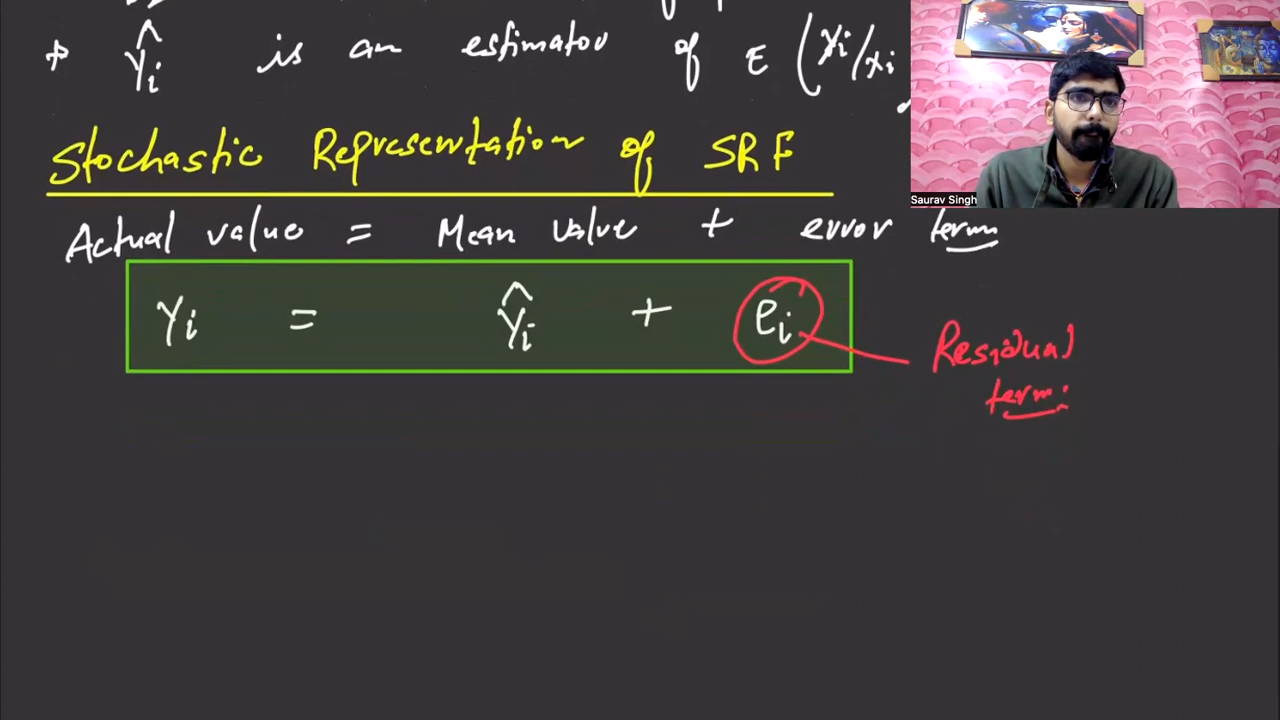 * Ŷi is an estimator of E (Yi/Xi
Stochastic Representation of SRF
Saurav Singh
Actual value = Mean value + error term
Yi = Ŷi + ei
Residual
term.